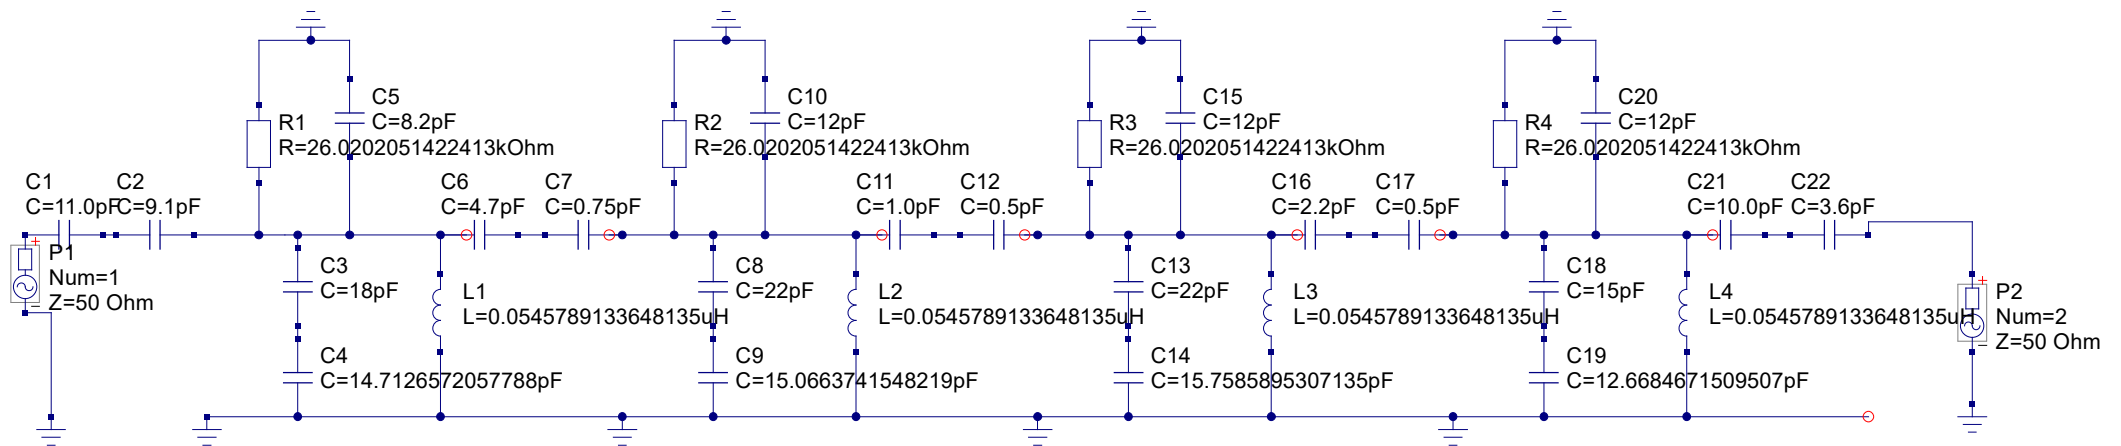 C5
C=8.2pF
R1
R=26.0202051422413kOhm
C10
C=12pF
R2
R=26.0202051422413kOhm
C15
C=12pF
R3
R=26.0202051422413kOhm
C20
C=12pF
R4
R=26.0202051422413kOhm
C1
C=11.0pF
C2
C=9.1pF
C6
C=4.7pF
C7
C=0.75pF
C11
C=1.0pF
C12
C=0.5pF
C16
C=2.2pF
C17
C=0.5pF
C21
C=10.0pF
C22
C=3.6pF
P1
Num=1
Z=50 Ohm
C3
C=18pF
L1
L=0.0545789133648135uH
C8
C=22pF
L2
L=0.0545789133648135uH
C13
C=22pF
L3
L=0.0545789133648135uH
C18
C=15pF
L4
L=0.0545789133648135uH
P2
Num=2
Z=50 Ohm
C4
C=14.7126572057788pF
C9
C=15.0663741548219pF
C14
C=15.7585895307135pF
C19
C=12.6684671509507pF